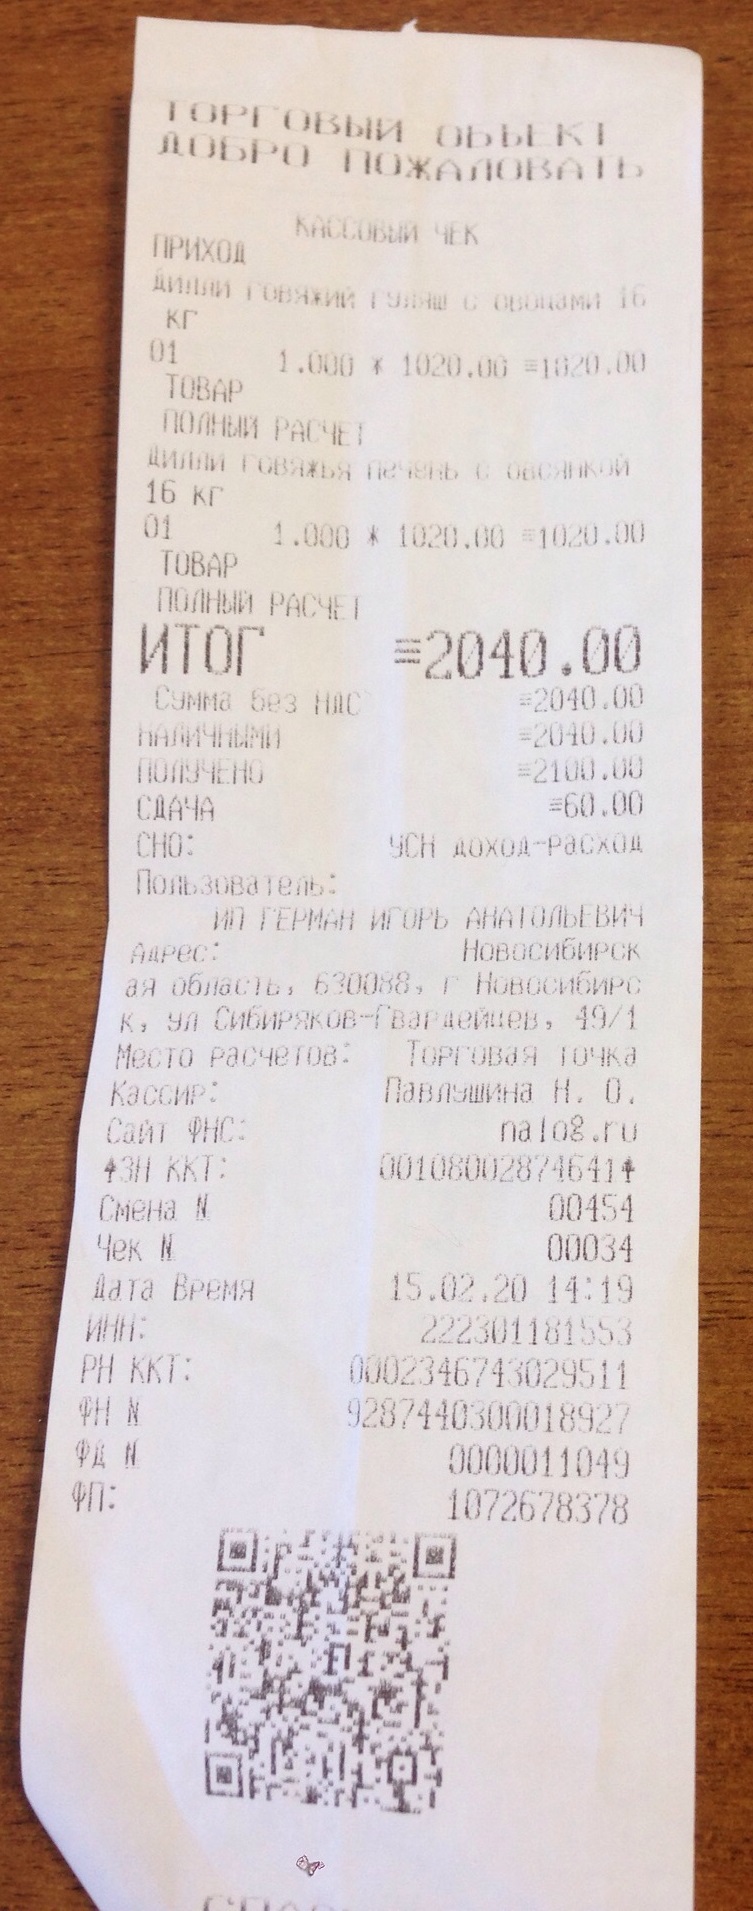 ТОРГОВЫЙ ОБЪЕКТ
ДОБРО ПОЖАЛОВАТЬ
КАССОВЫЙ ЧЕК
ПРИХОД
Дилли говяжий гуляш с овощами 16
кг
01 1.000 * 1020.00 ≡1020.00
ТОВАР
ПОЛНЫЙ РАСЧЕТ
Дилли говяжья печень с овсянкой
16 кг
01 1.000 * 1020.00 ≡1020.00
ТОВАР
ПОЛНЫЙ РАСЧЕТ
ИТОГ ≡2040.00
Сумма без НДС ≡2040.00
НАЛИЧНЫМИ ≡2040.00
ПОЛУЧЕНО ≡2100.00
СДАЧА ≡60.00
СНО: УСН доход-расход
Пользователь:
ИП ГЕРМАН ИГОРЬ АНАТОЛЬЕВИЧ
Адрес: Новосибирск
ая область, 630088, г Новосибирс
к, ул Сибиряков-Гвардейцев, 49/1
Место расчетов: Торговая точка
Кассир: Павлушина Н. О.
Сайт ФНС: nalog.ru
ЗН ККТ: 00108002874641
Смена N 00454
Чек N 00034
Дата Время 15.02.20 14:19
ИНН: 222301181553
РН ККТ: 0002346743029511
ФН N 9287440300018927
ФД N 0000011049
ФП: 1072678378